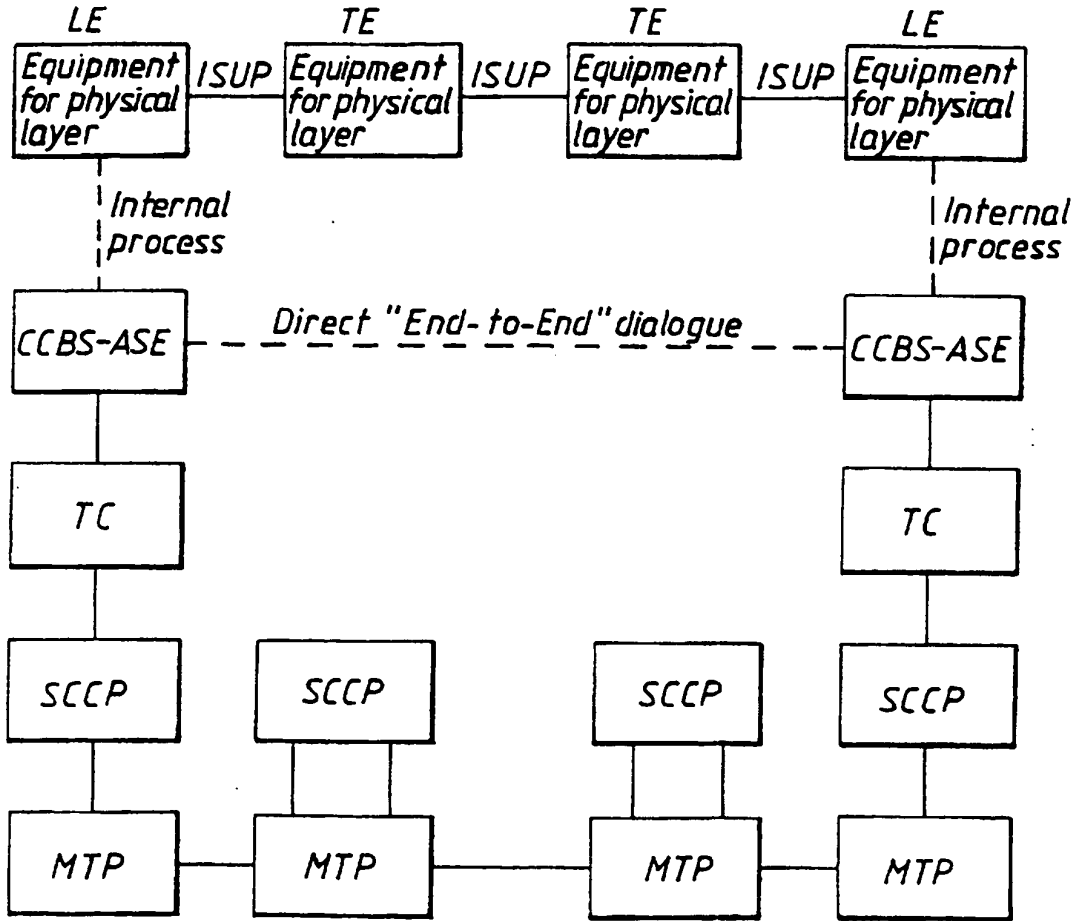 LE
TE
TE
LE
Equipment
for physical
layer
ISUP
Equipment
for physical
layer
ISUP
Equipment
for physical
layer
ISUP
Equipment
for physical
layer
Internal
process
Internal
process
CCBS-ASE
Direct "End-to-End" dialogue
CCBS-ASE
TC
TC
SCCP
SCCP
SCCP
SCCP
MTP
MTP
MTP
MTP